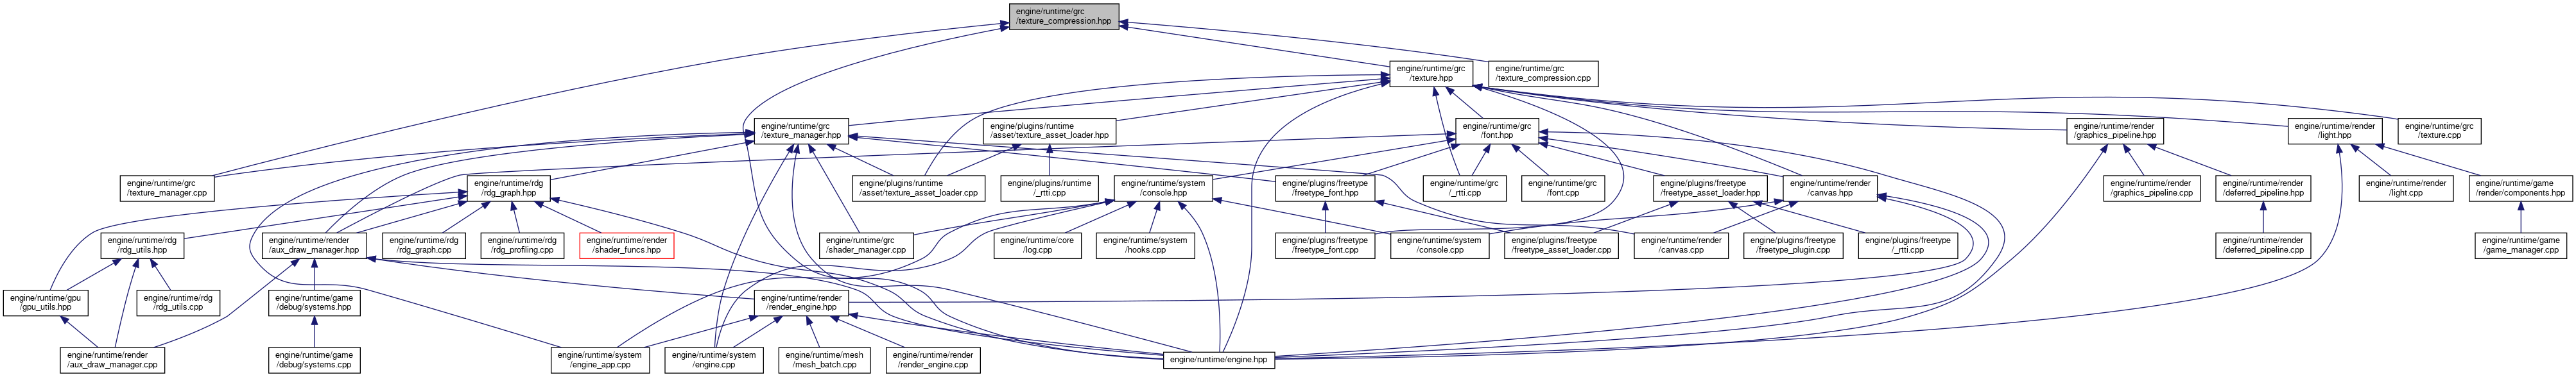 engine/runtime/grc
/texture_compression.hpp
engine/runtime/grc
/texture.hpp
engine/runtime/grc
/texture_compression.cpp
engine/runtime/grc
/texture_manager.hpp
engine/plugins/runtime
/asset/texture_asset_loader.hpp
engine/runtime/grc
/font.hpp
engine/runtime/render
/graphics_pipeline.hpp
engine/runtime/render
/light.hpp
engine/runtime/grc
/texture.cpp
engine/runtime/grc
/texture_manager.cpp
engine/runtime/rdg
/rdg_graph.hpp
engine/plugins/runtime
/asset/texture_asset_loader.cpp
engine/plugins/runtime
/_rtti.cpp
engine/runtime/system
/console.hpp
engine/plugins/freetype
/freetype_font.hpp
engine/runtime/grc
/_rtti.cpp
engine/runtime/grc
/font.cpp
engine/plugins/freetype
/freetype_asset_loader.hpp
engine/runtime/render
/canvas.hpp
engine/runtime/render
/graphics_pipeline.cpp
engine/runtime/render
/deferred_pipeline.hpp
engine/runtime/render
/light.cpp
engine/runtime/game
/render/components.hpp
engine/runtime/rdg
/rdg_utils.hpp
engine/runtime/render
/aux_draw_manager.hpp
engine/runtime/rdg
/rdg_graph.cpp
engine/runtime/rdg
/rdg_profiling.cpp
engine/runtime/render
/shader_funcs.hpp
engine/runtime/grc
/shader_manager.cpp
engine/runtime/core
/log.cpp
engine/runtime/system
/hooks.cpp
engine/plugins/freetype
/freetype_font.cpp
engine/runtime/system
/console.cpp
engine/plugins/freetype
/freetype_asset_loader.cpp
engine/runtime/render
/canvas.cpp
engine/plugins/freetype
/freetype_plugin.cpp
engine/plugins/freetype
/_rtti.cpp
engine/runtime/render
/deferred_pipeline.cpp
engine/runtime/game
/game_manager.cpp
engine/runtime/gpu
/gpu_utils.hpp
engine/runtime/rdg
/rdg_utils.cpp
engine/runtime/game
/debug/systems.hpp
engine/runtime/render
/render_engine.hpp
engine/runtime/render
/aux_draw_manager.cpp
engine/runtime/game
/debug/systems.cpp
engine/runtime/system
/engine_app.cpp
engine/runtime/system
/engine.cpp
engine/runtime/mesh
/mesh_batch.cpp
engine/runtime/render
/render_engine.cpp
engine/runtime/engine.hpp